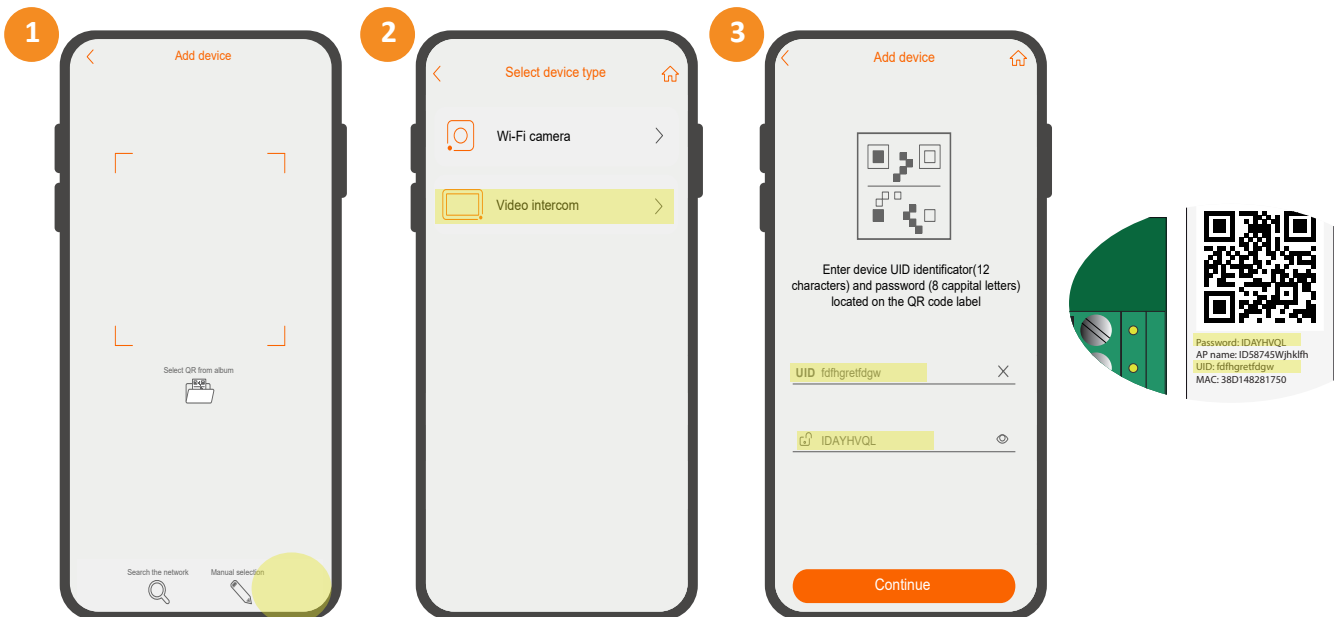 1
Add device
Select QR from album
Search the network
Manual selection
2
Select device type
Wi-Fi camera
Video intercom
3
Add device
Enter device UID identificator(12
characters) and password (8 cappital letters)
located on the QR code label
UID fdfhgretfdgw
IDAYHVQL
Continue
Password: IDAYHVQL
AP name: ID58745Wjhklfh
UID: fdfhgretfdgw
MAC: 38D148281750